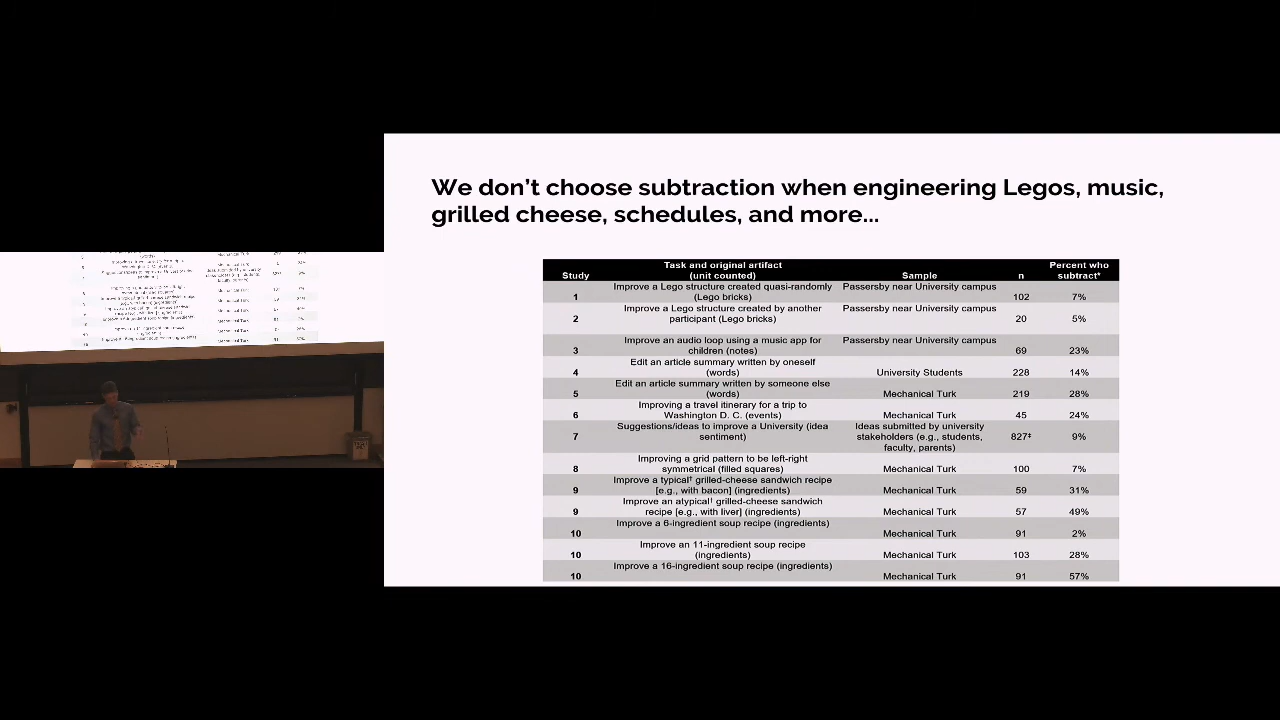 We don’t choose subtraction when engineering Legos, music,
grilled cheese, schedules, and more...
Task and original artifact
Percent who
Study (unit counted) Sample n subtract*
Improve a Lego structure created quasi-randomly Passersby near University campus
1 (Lego bricks) 102 7%
Improve a Lego structure created by another Passersby near University campus
2 participant (Lego bricks) 20 5%
Improve an audio loop using a music app for Passersby near University campus
3 children (notes) 69 23%
Edit an article summary written by oneself
4 (words) University Students 228 14%
Edit an article summary written by someone else
5 (words) Mechanical Turk 219 28%
Improving a travel itinerary for a trip to
6 Washington D. C. (events) Mechanical Turk 45 24%
Suggestions/ideas to improve a University (idea Ideas submitted by university
7 sentiment) stakeholders (e.g., students, 827‡ 9%
faculty, parents)
Improving a grid pattern to be left-right
8 symmetrical (filled squares) Mechanical Turk 100 7%
Improve a typical† grilled-cheese sandwich recipe
9 [e.g., with bacon] (ingredients) Mechanical Turk 59 31%
Improve an atypical† grilled-cheese sandwich
9 recipe [e.g., with liver] (ingredients) Mechanical Turk 57 49%
Improve a 6-ingredient soup recipe (ingredients)
10 Mechanical Turk 91 2%
Improve an 11-ingredient soup recipe
10 (ingredients) Mechanical Turk 103 28%
Improve a 16-ingredient soup recipe (ingredients)
10 Mechanical Turk 91 57%